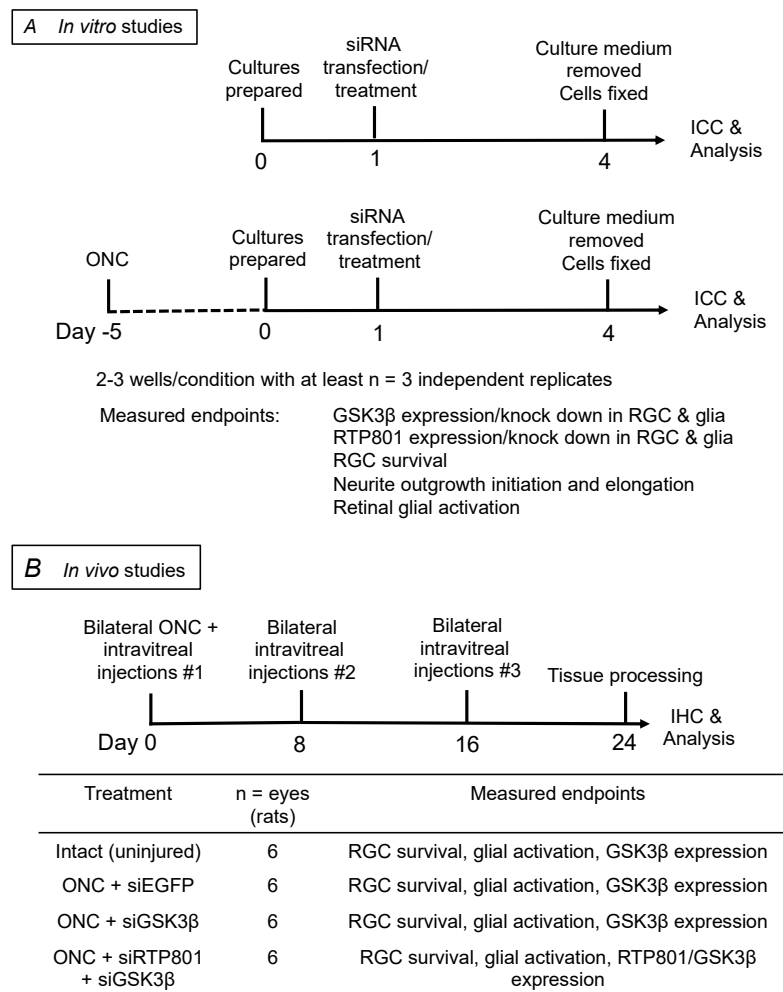 A In vitro studies
Cultures
prepared
siRNA
transfection/
treatment
Culture medium
removed
Cells fixed
0
1
4
ICC &
Analysis
ONC
Cultures
prepared
siRNA
transfection/
treatment
Culture medium
removed
Cells fixed
Day -5
0
1
4
ICC &
Analysis
2-3 wells/condition with at least n = 3 independent replicates
Measured endpoints: GSK3β expression/knock down in RGC & glia
RTP801 expression/knock down in RGC & glia
RGC survival
Neurite outgrowth initiation and elongation
Retinal glial activation
B In vivo studies
Bilateral ONC +
intravitreal
injections #1
Bilateral
intravitreal
injections #2
Bilateral
intravitreal
injections #3
Tissue processing
Day 0
8
16
24
IHC &
Analysis
Treatment
n = eyes
(rats)
Measured endpoints
Intact (uninjured) 6 RGC survival, glial activation, GSK3β expression
ONC + siEGFP 6 RGC survival, glial activation, GSK3β expression
ONC + siGSK3β 6 RGC survival, glial activation, GSK3β expression
ONC + siRTP801
+ siGSK3β
6
RGC survival, glial activation, RTP801/GSK3β
expression